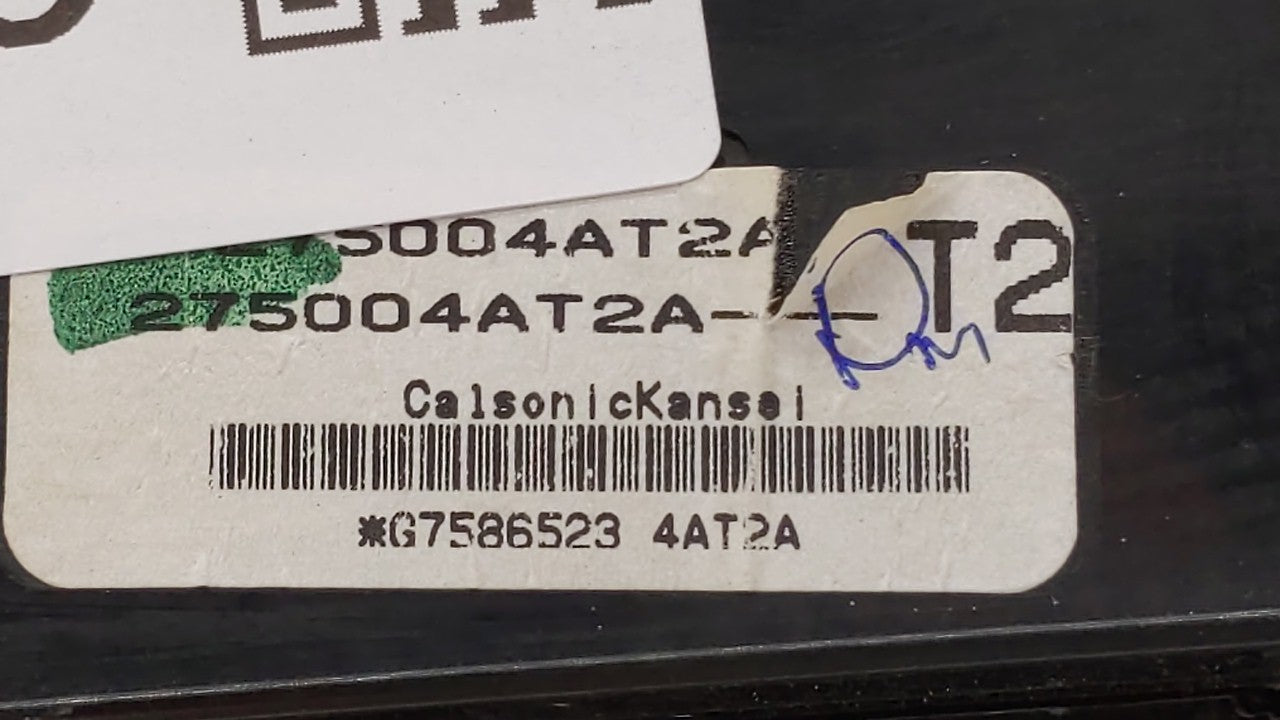 275004AT2A
275004AT2A-- T2
CalsonicKansei
*G7586523 4AT2A